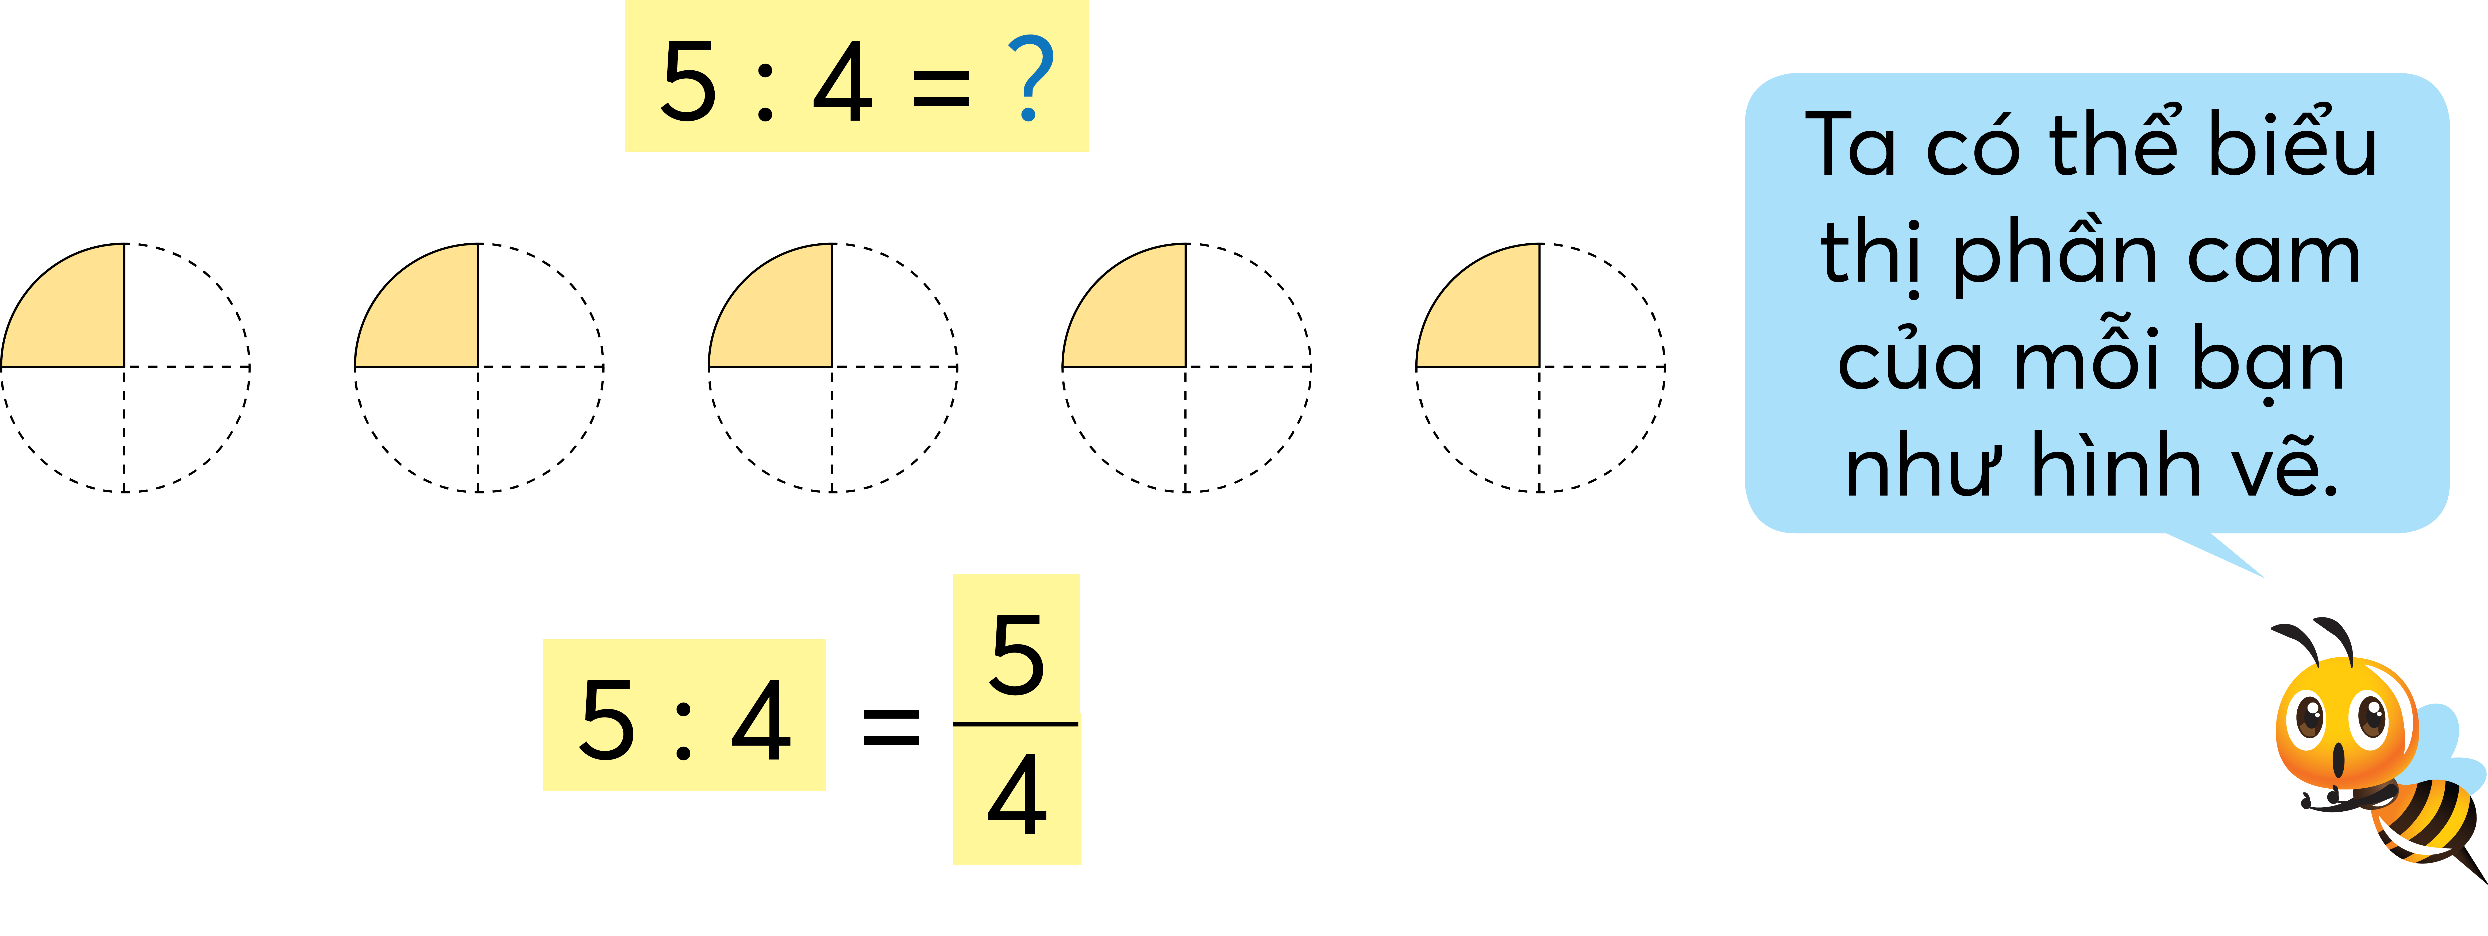 5 : 4 = ?
Ta có thể biểu
thị phần cam
của mỗi bạn
như hình vẽ.
5 : 4 = 5/4